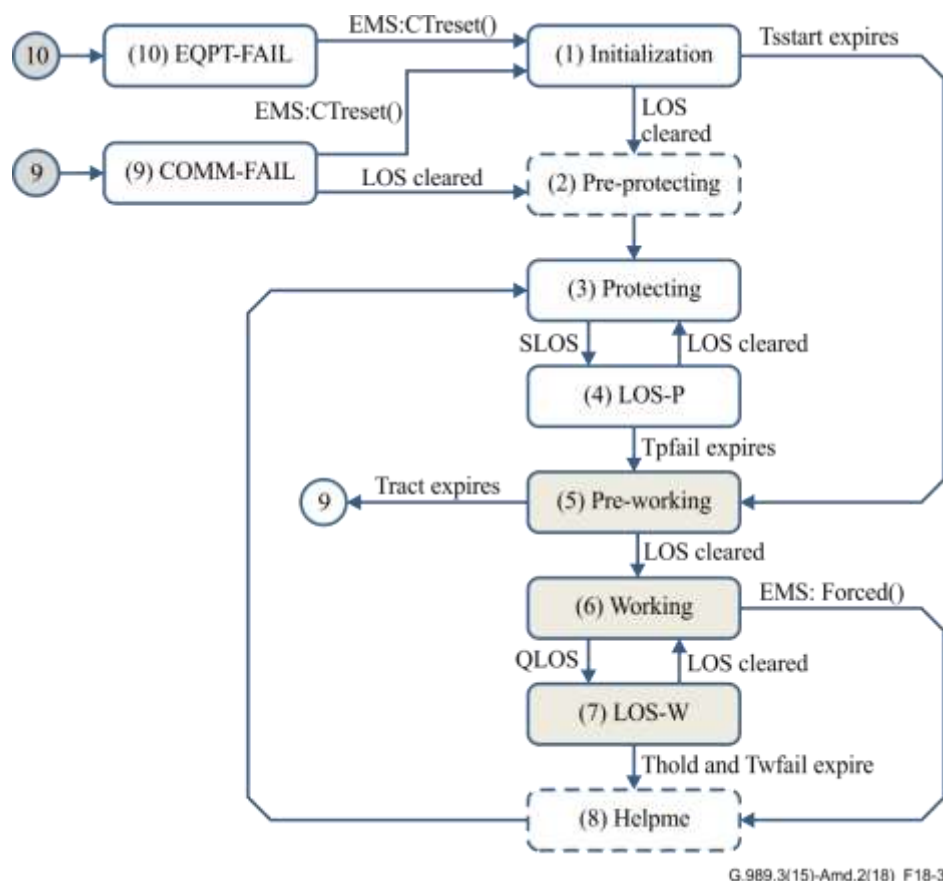 EMS:CTreset()
10
(10) EQPT-FAIL
(1) Initialization
Tsstart expires
EMS:CTreset()
LOS
cleared
9
(9) COMM-FAIL
LOS cleared
(2) Pre-protecting
(3) Protecting
SLOS
LOS cleared
(4) LOS-P
Tpfail expires
9
Tract expires
(5) Pre-working
LOS cleared
(6) Working
EMS: Forced()
QLOS
LOS cleared
(7) LOS-W
Thold and Twfail expire
(8) Helpme
G.989.3(15)-Amd.2(18)_F18-3